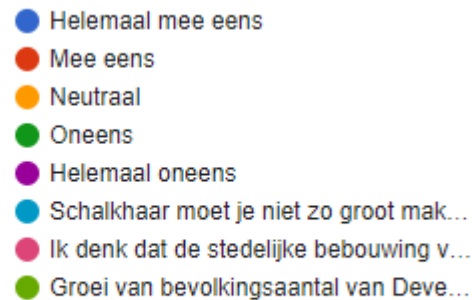 Helemaal mee eens
Mee eens
Neutraal
Oneens
Helemaal oneens
Schalkhaar moet je niet zo groot mak...
Ik denk dat de stedelijke bebouwing v...
Groei van bevolkingsaantal van Deve...